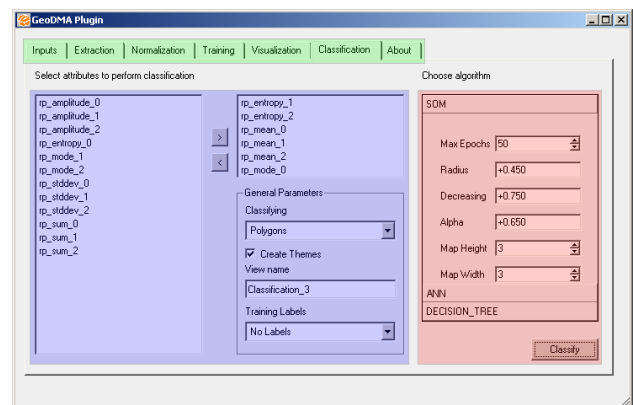 GeoDMA Plugin
Inputs Extraction Normalization Training Visualization Classification About
Select attributes to perform classification
rp_amplitude_0
rp_amplitude_1
rp_amplitude_2
rp_entropy_0
rp_mode_1
rp_mode_2
rp_stddev_0
rp_stddev_1
rp_stddev_2
rp_sum_0
rp_sum_1
rp_sum_2
>
<
rp_entropy_1
rp_entropy_2
rp_mean_0
rp_mean_1
rp_mean_2
rp_mode_0
General Parameters
Classifying
Polygons
Create Themes
View name
Classification_3
Training Labels
No Labels
Choose algorithm
SOM
Max Epochs 50
Radius +0.450
Decreasing +0.750
Alpha +0.650
Map Height 3
Map Width 3
ANN
DECISION_TREE
Classify